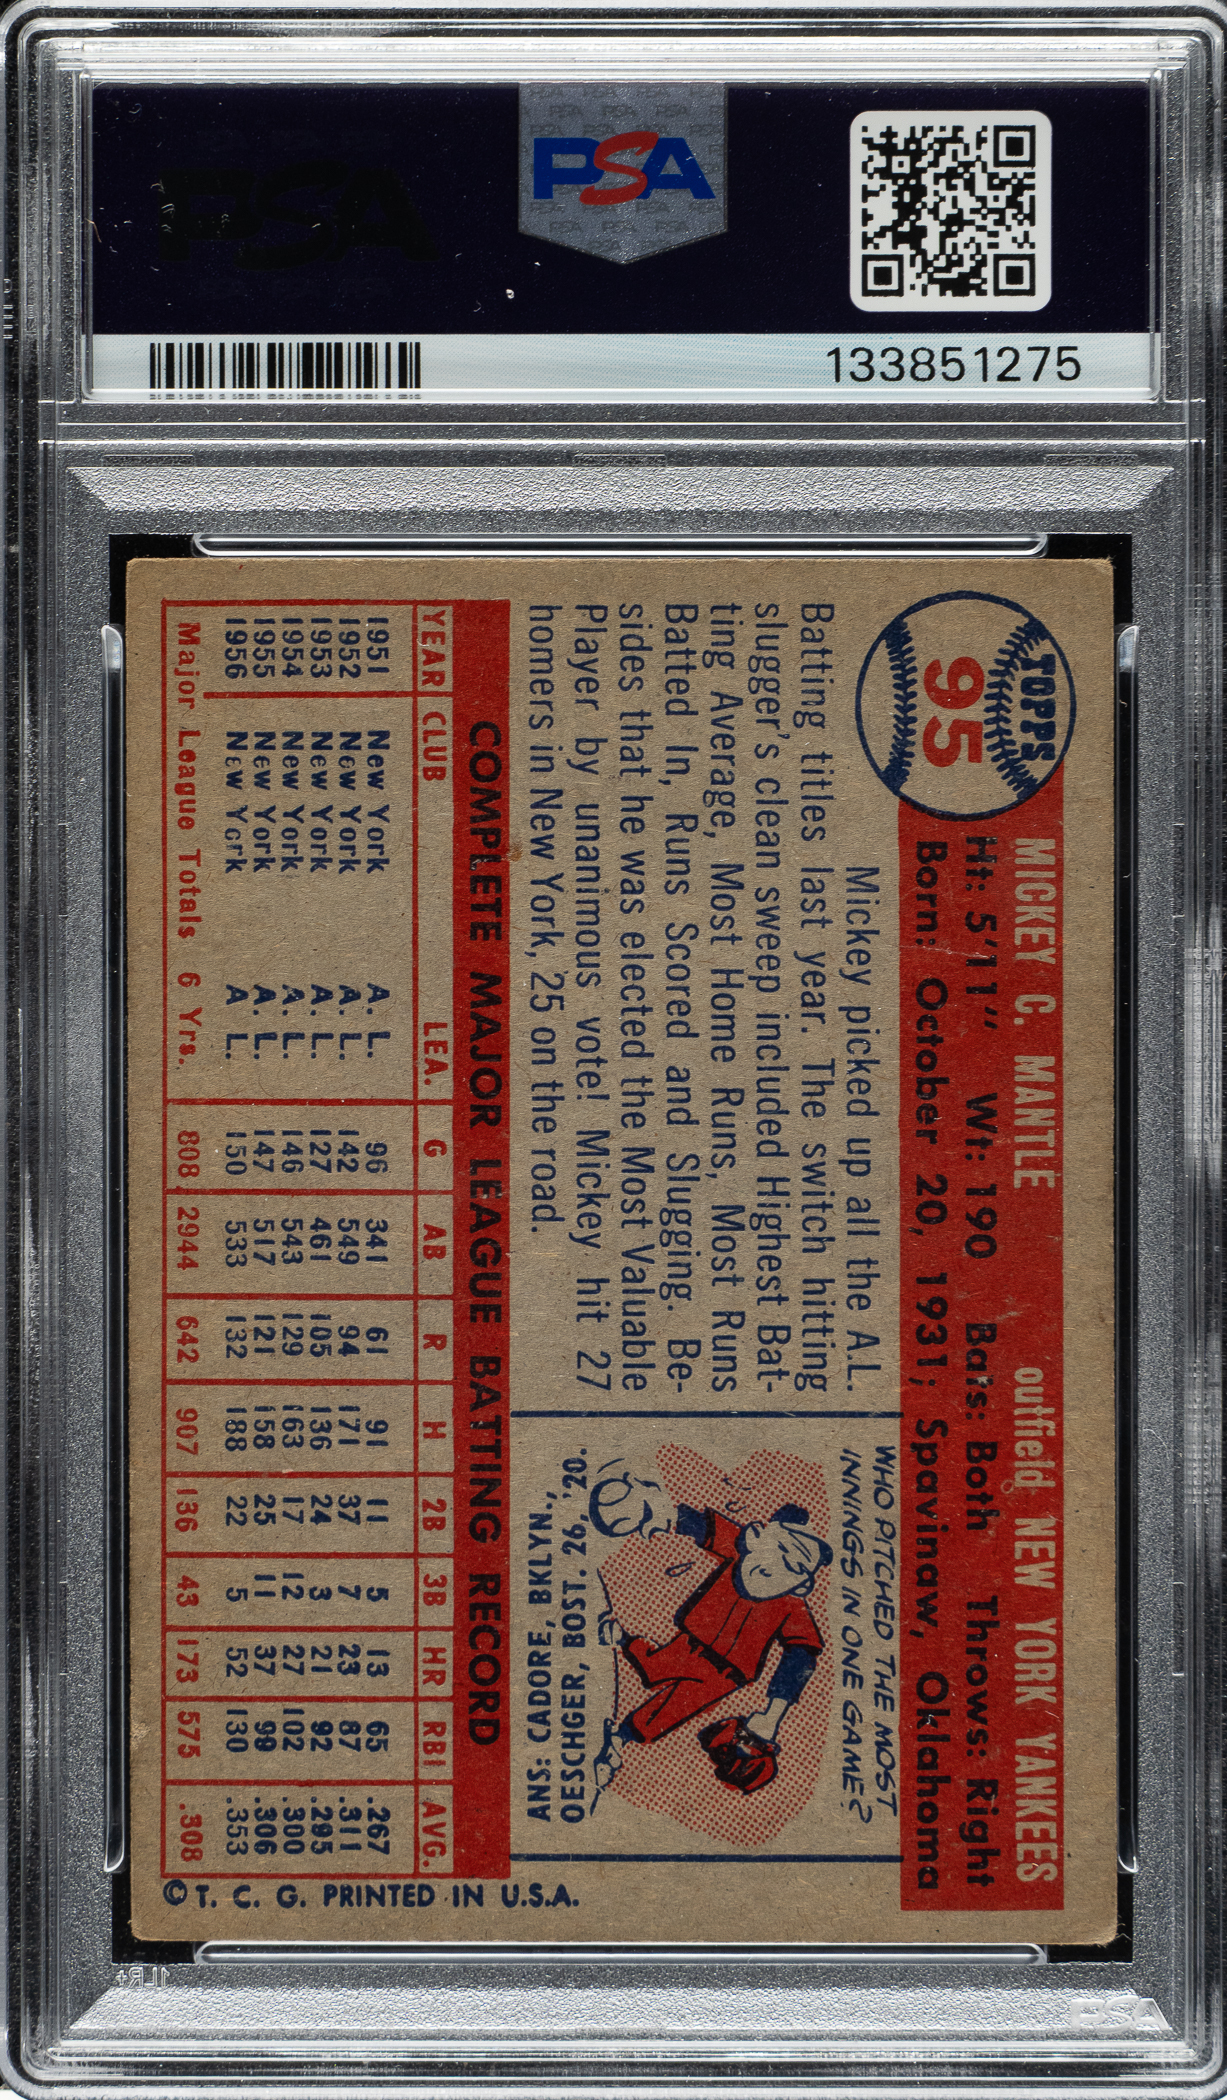 PSA
133851275
TOPPS
95
MICKEY C. MANTLE outfield NEW YORK YANKEES
Ht: 5'11" Wt: 190 Bats: Both Throws: Right
Born: October 20, 1931; Spavinaw, Oklahoma
Mickey picked up all the A.L.
Batting titles last year. The switch hitting
slugger's clean sweep included Highest Bat-
ting Average, Most Home Runs, Most Runs
Batted In, Runs Scored and Slugging. Be-
sides that, he was elected the Most Valuable
Player by unanimous vote! Mickey hit 27
homers in New York, 25 on the road.
WHO PITCHED THE MOST
INNINGS IN ONE GAME?
ANS: CADORE, BKLYN.,
OESCHGER, BOST. 26, '20.
COMPLETE MAJOR LEAGUE BATTING RECORD
YEAR CLUB LEA. G AB R H 2B 3B HR RBI AVG.
1951 New York A. L. 96 341 61 91 11 5 13 65 .267
1952 New York A. L. 142 549 94 171 37 7 23 87 .311
1953 New York A. L. 127 461 105 136 24 3 21 92 .295
1954 New York A. L. 146 543 129 163 17 12 27 102 .300
1955 New York A. L. 147 517 121 158 25 11 37 99 .306
1956 New York A. L. 150 533 132 188 22 5 52 130 .353
Major League Totals 6 Yrs. 808 2944 642 907 136 43 173 575 .308
© T. C. G. PRINTED IN U.S.A.
1LR+
PSA